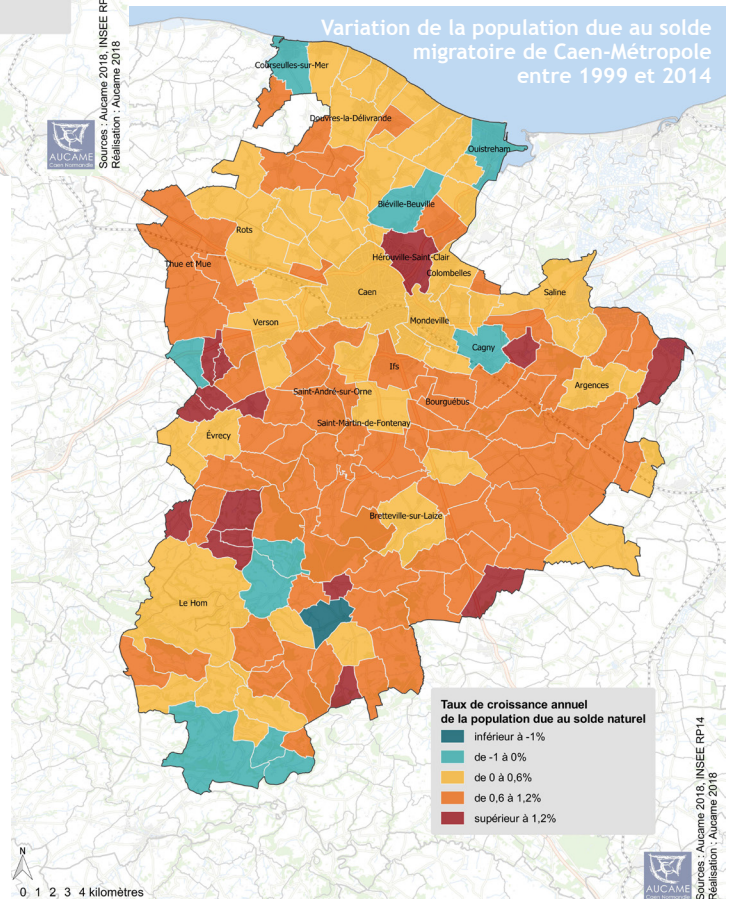 Variation de la population due au solde
migratoire de Caen-Métropole
entre 1999 et 2014
Sources : Aucame 2018, INSEE RP
Réalisation : Aucame 2018
AUCAME
Caen Normandie
Courseulles-sur-Mer
Douvres-la-Délivrande
Ouistreham
Biéville-Beuville
Rots
Hérouville-Saint-Clair
Thue et Mue
Colombelles
Caen
Saline
Verson
Mondeville
Cagny
Ifs
Argences
Saint-André-sur-Orne
Bourguébus
Saint-Martin-de-Fontenay
Évrecy
Bretteville-sur-Laize
Le Hom
Taux de croissance annuel
de la population due au solde naturel
inférieur à -1%
de -1 à 0%
de 0 à 0,6%
de 0,6 à 1,2%
supérieur à 1,2%
N
0 1 2 3 4 kilomètres
Sources : Aucame 2018, INSEE RP14
Réalisation : Aucame 2018
AUCAME
Caen Normandie